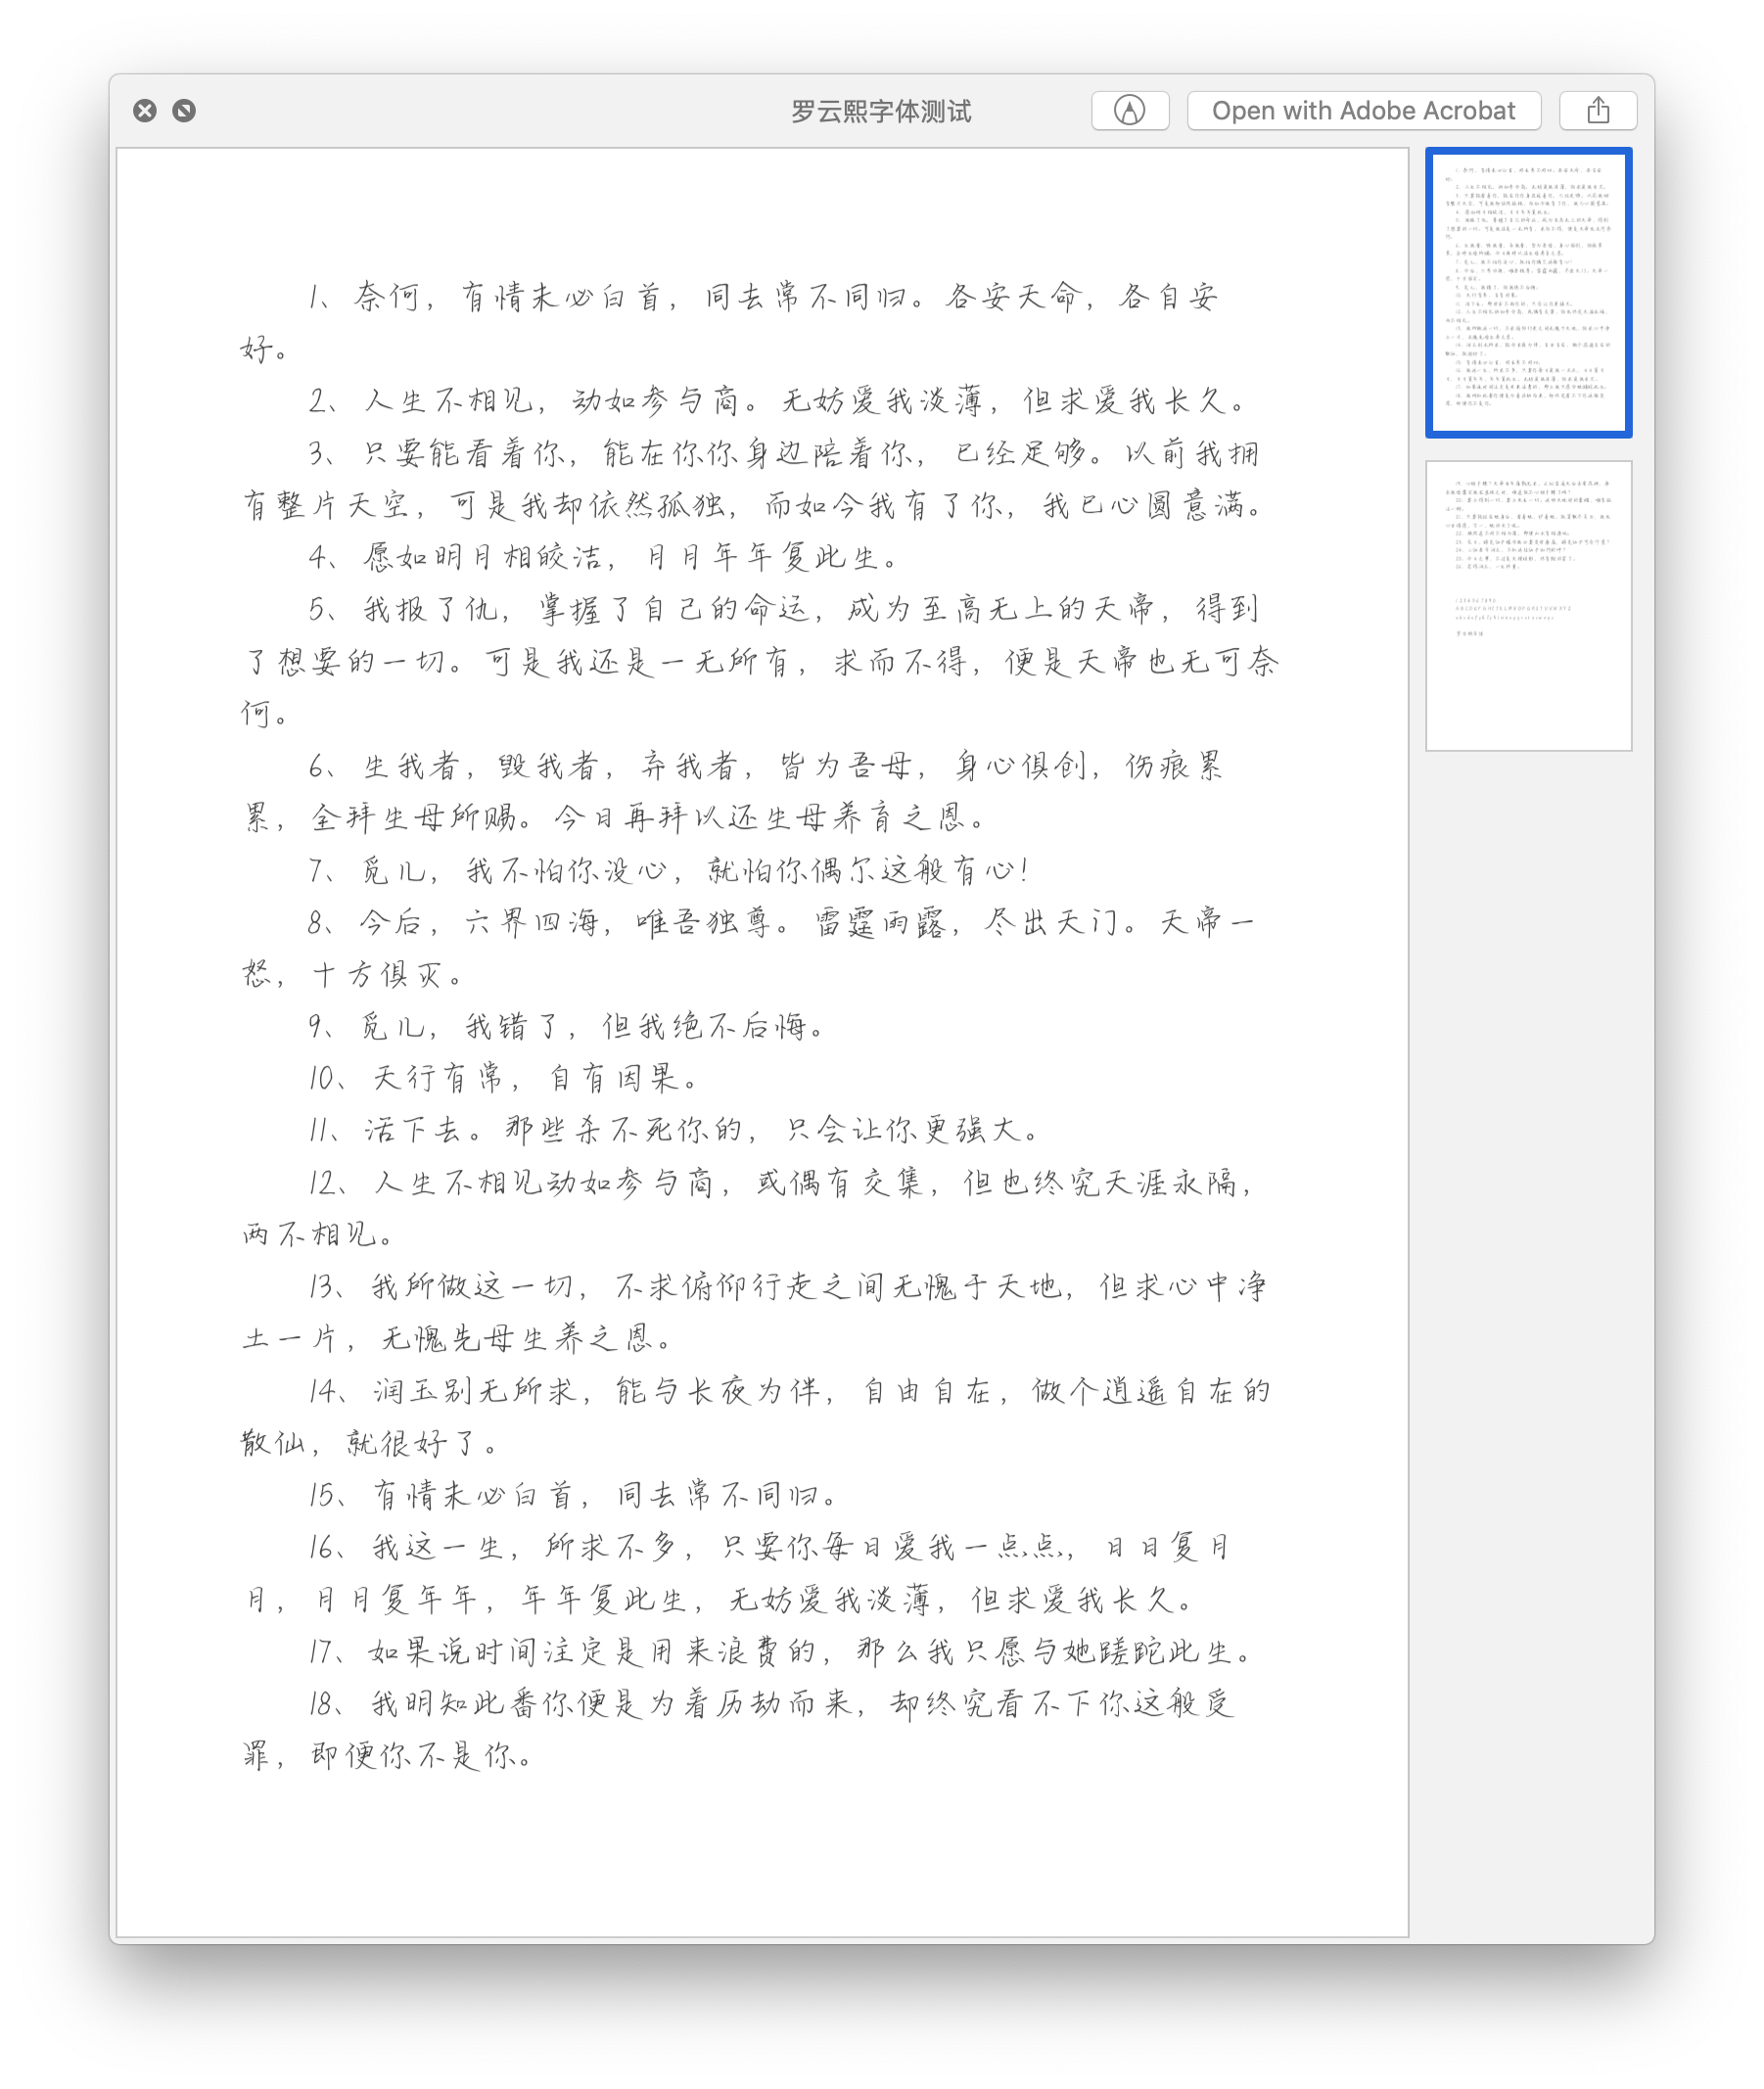 罗云熙字体测试
Open with Adobe Acrobat
1、奈何，有情未必白首，同去常不同归。各安天命，各自安
好。
2、人生不相见，动如参与商。无妨爱我淡薄，但求爱我长久。
3、只要能看着你，能在你你身边陪着你，已经足够。以前我拥
有整片天空，可是我却依然孤独，而如今我有了你，我已心圆意满。
4、愿如明月相皎洁，月月年年复此生。
5、我报了仇，掌握了自己的命运，成为至高无上的天帝，得到
了想要的一切。可是我还是一无所有，求而不得，便是天帝也无可奈
何。
6、生我者，毁我者，弃我者，皆为吾母，身心俱创，伤痕累
累，全拜生母所赐。今日再拜以还生母养育之恩。
7、觅儿，我不怕你没心，就怕你偶尔这般有心！
8、今后，六界四海，唯吾独尊。雷霆雨露，尽出天门。天帝一
怒，十方俱灭。
9、觅儿，我错了，但我绝不后悔。
10、天行有常，自有因果。
11、活下去。那些杀不死你的，只会让你更强大。
12、人生不相见动如参与商，或偶有交集，但也终究天涯永隔，
两不相见。
13、我所做这一切，不求俯仰行走之间无愧于天地，但求心中净
土一片，无愧先母生养之恩。
14、润玉别无所求，能与长夜为伴，自由自在，做个逍遥自在的
散仙，就很好了。
15、有情未必白首，同去常不同归。
16、我这一生，所求不多，只要你每日爱我一点点，日日复月
月，月月复年年，年年复此生，无妨爱我淡薄，但求爱我长久。
17、如果说时间注定是用来浪费的，那么我只愿与她蹉跎此生。
18、我明知此番你便是为着历劫而来，却终究看不下你这般受
罪，即便你不是你。